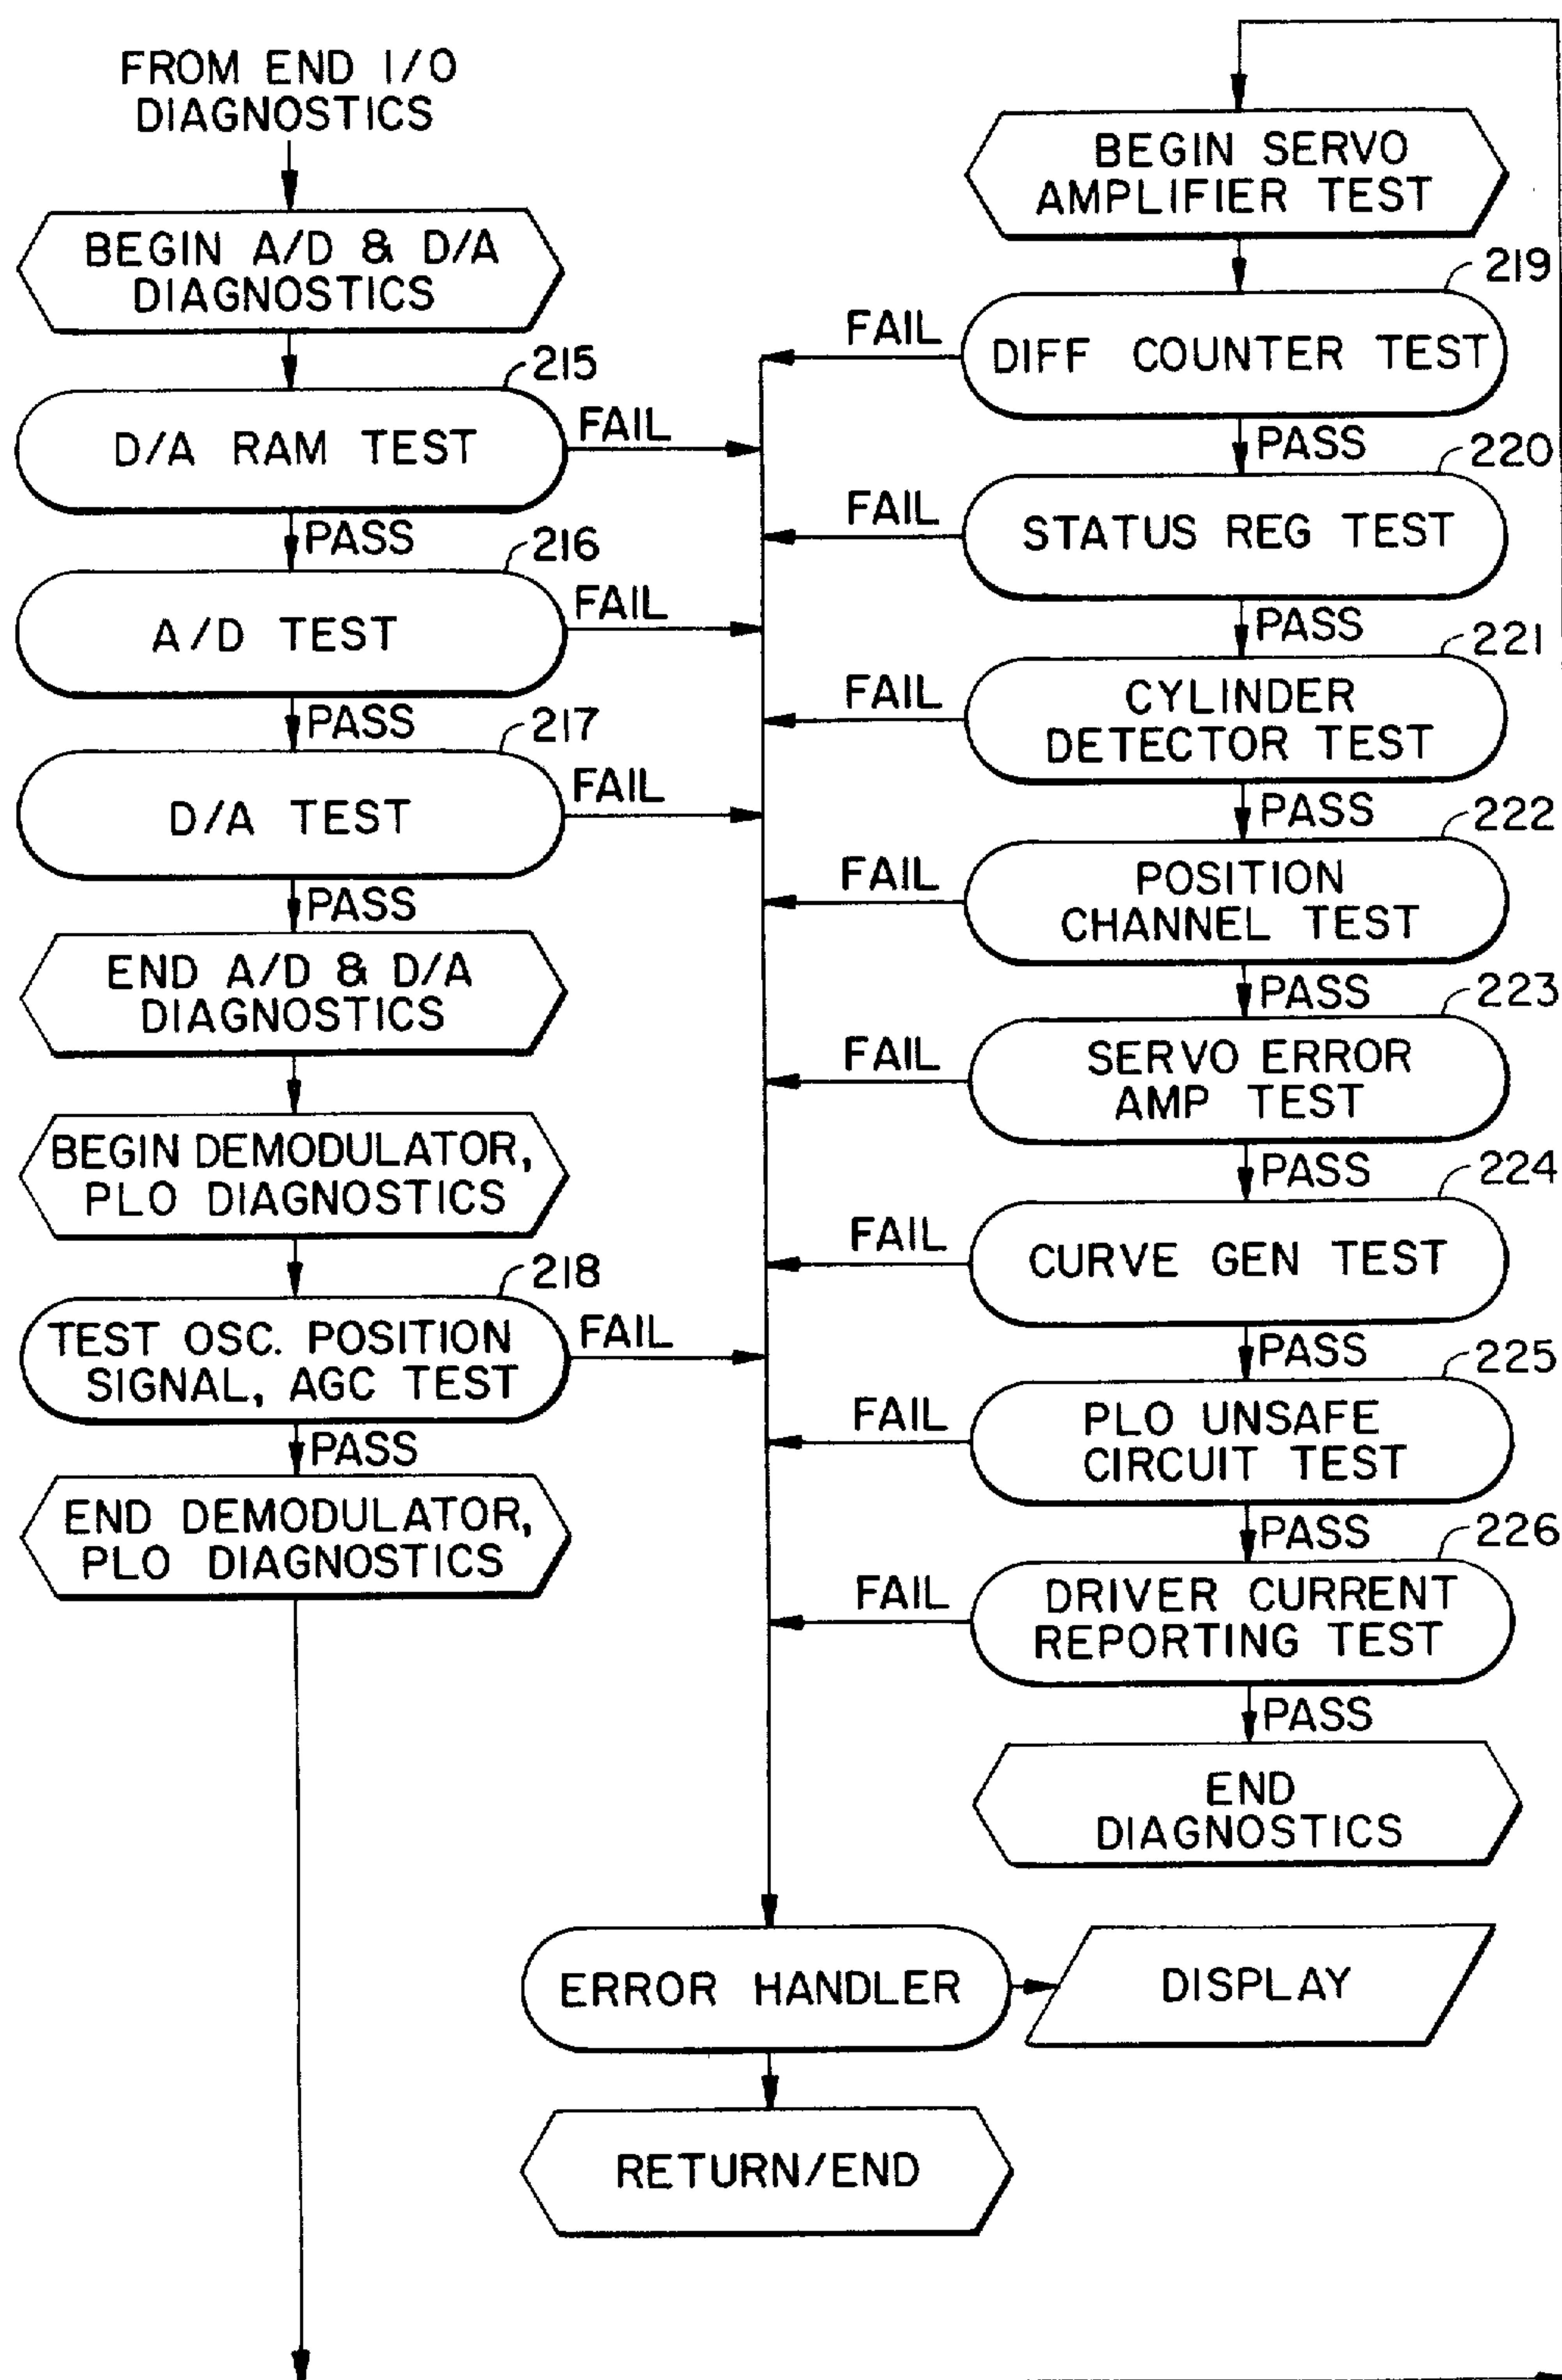 FROM END I/O
DIAGNOSTICS
BEGIN A/D & D/A
DIAGNOSTICS
215
D/A RAM TEST
FAIL
PASS
216
A/D TEST
FAIL
PASS
217
D/A TEST
FAIL
PASS
END A/D & D/A
DIAGNOSTICS
BEGIN DEMODULATOR,
PLO DIAGNOSTICS
218
TEST OSC. POSITION
SIGNAL, AGC TEST
FAIL
PASS
END DEMODULATOR,
PLO DIAGNOSTICS
BEGIN SERVO
AMPLIFIER TEST
219
FAIL
DIFF COUNTER TEST
PASS
220
FAIL
STATUS REG TEST
PASS
221
FAIL
CYLINDER
DETECTOR TEST
PASS
222
FAIL
POSITION
CHANNEL TEST
PASS
223
FAIL
SERVO ERROR
AMP TEST
PASS
224
FAIL
CURVE GEN TEST
PASS
225
FAIL
PLO UNSAFE
CIRCUIT TEST
PASS
226
FAIL
DRIVER CURRENT
REPORTING TEST
PASS
END
DIAGNOSTICS
ERROR HANDLER
DISPLAY
RETURN/END